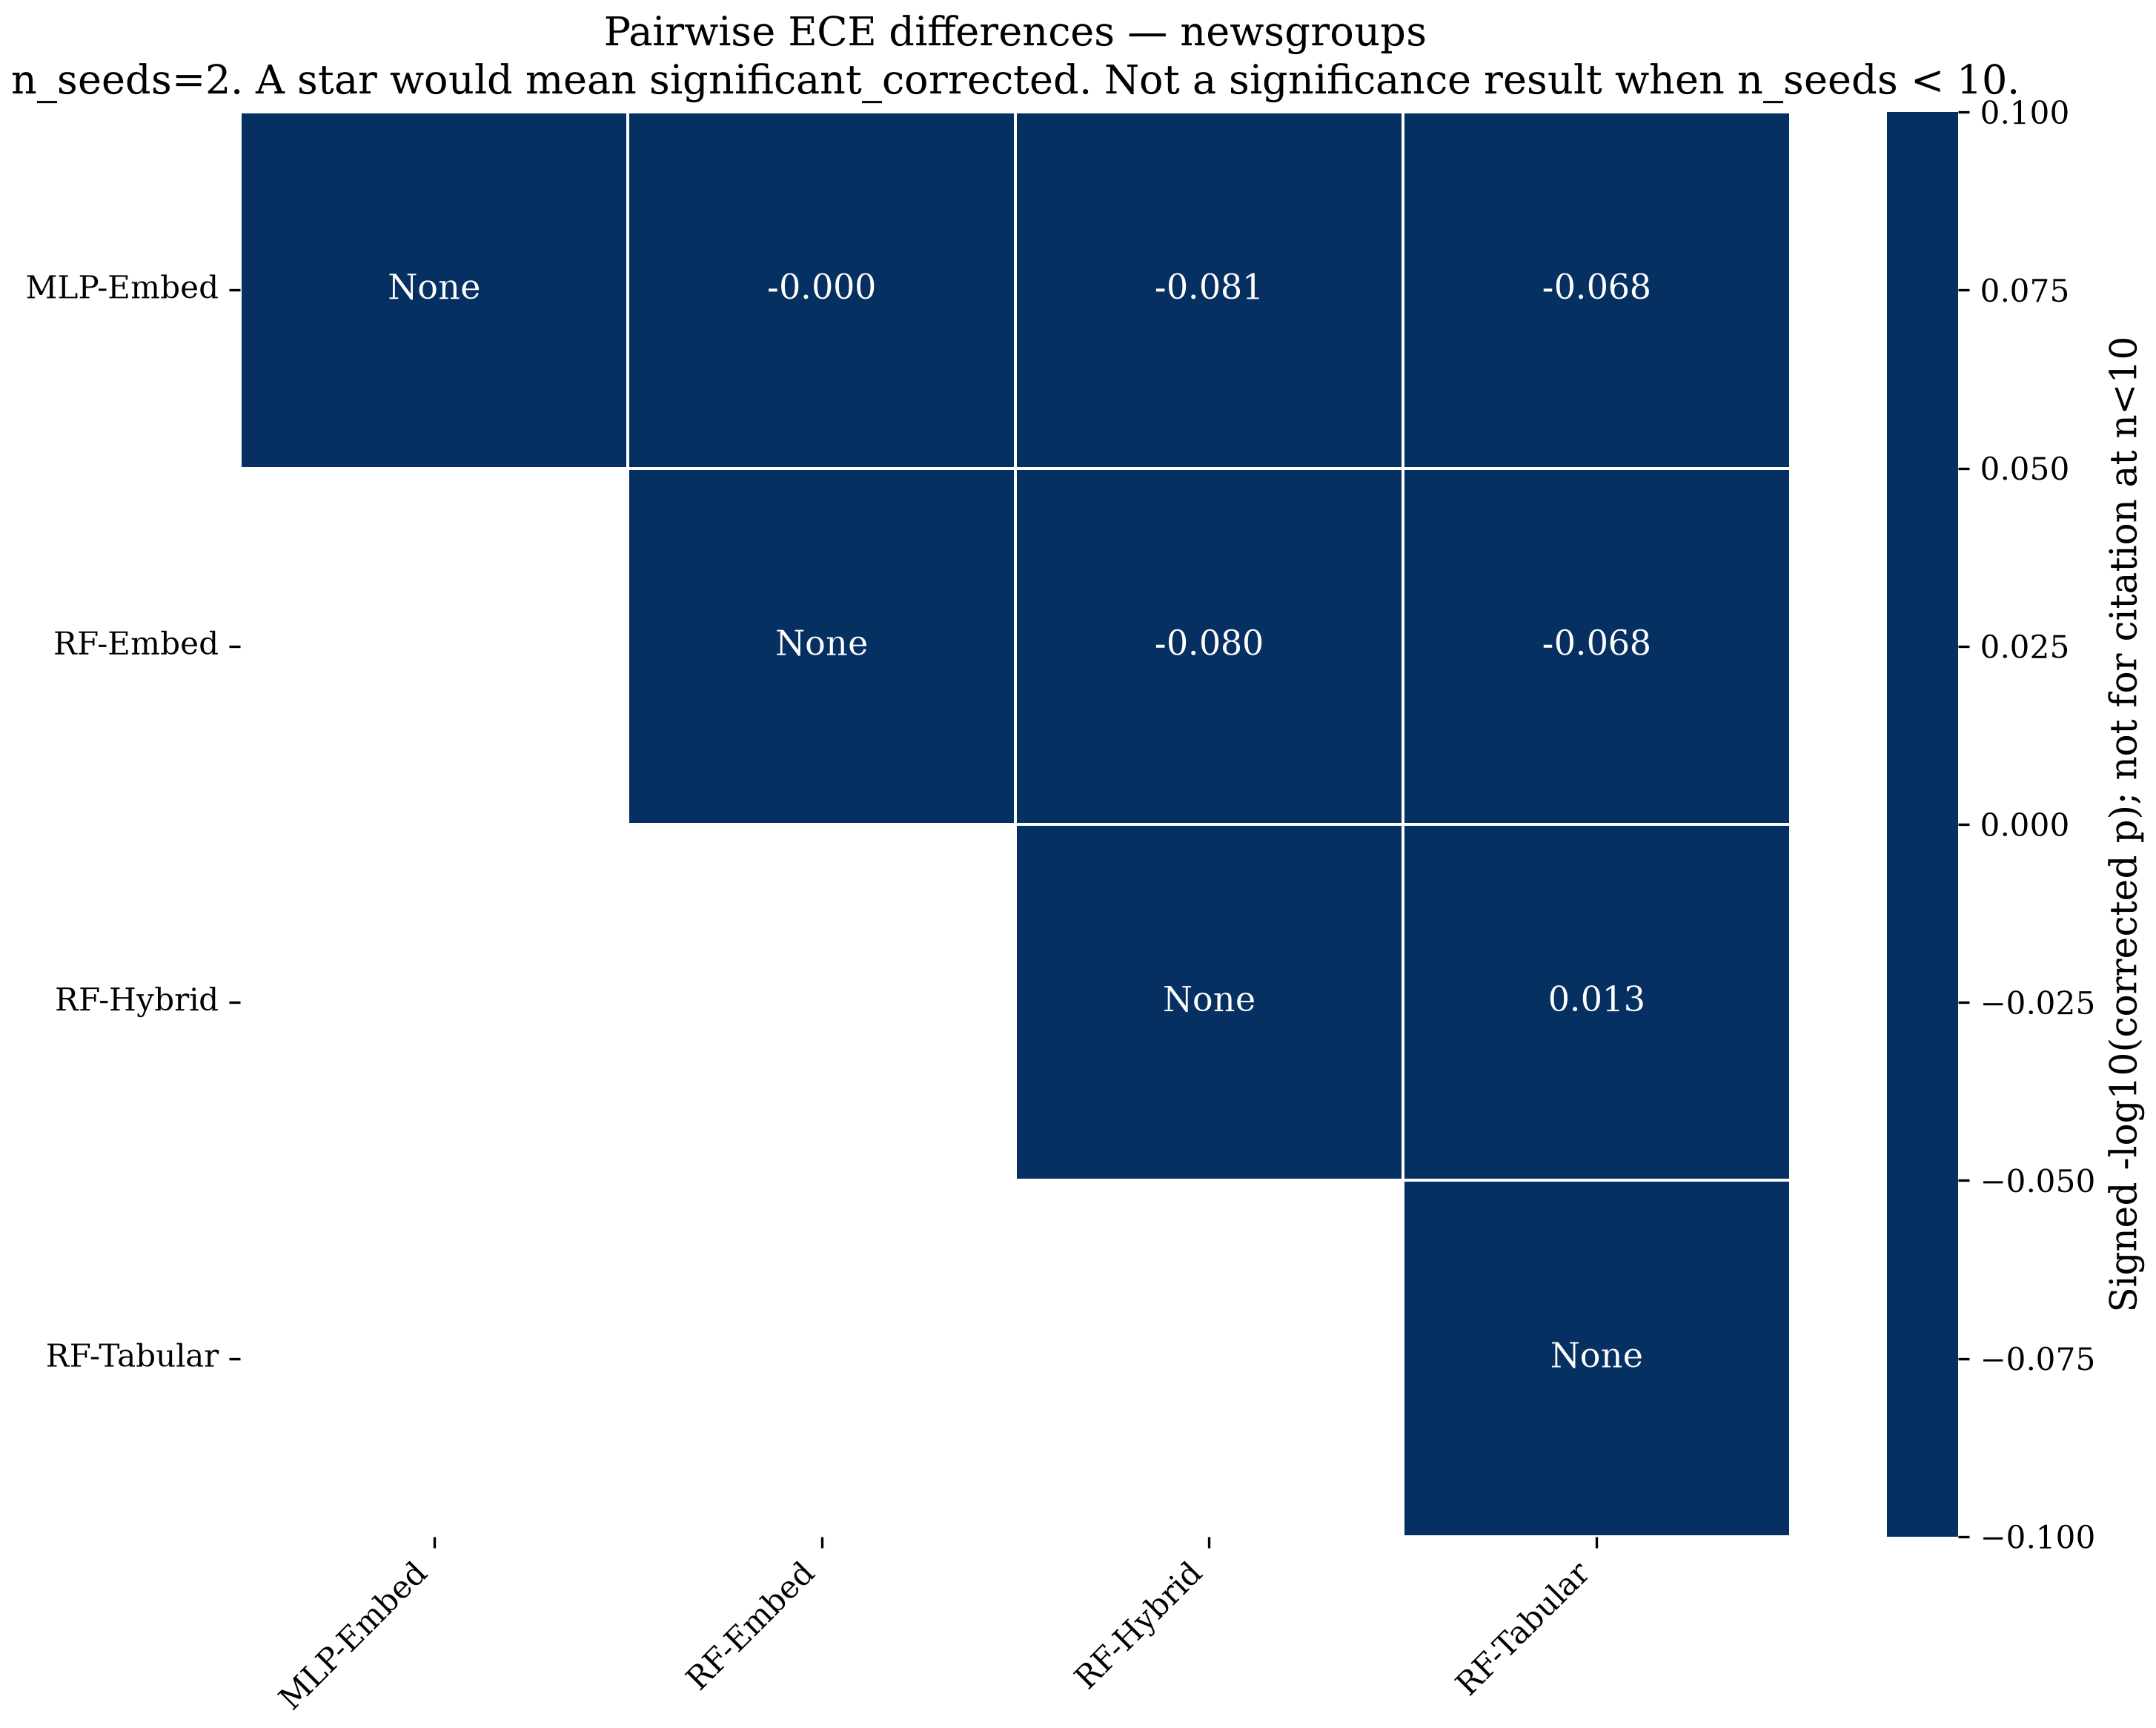 Pairwise ECE differences — newsgroups
n_seeds=2. A star would mean significant_corrected. Not a significance result when n_seeds < 10.
MLP-Embed
None
-0.000
-0.081
-0.068
RF-Embed
None
-0.080
-0.068
RF-Hybrid
None
0.013
RF-Tabular
None
MLP-Embed
RF-Embed
RF-Hybrid
RF-Tabular
0.100
0.075
0.050
0.025
0.000
−0.025
−0.050
−0.075
−0.100
Signed -log10(corrected p); not for citation at n<10